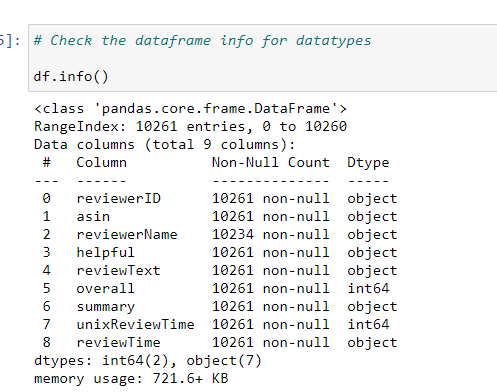 5]:
# Check the dataframe info for datatypes
df.info()
<class 'pandas.core.frame.DataFrame'>
RangeIndex: 10261 entries, 0 to 10260
Data columns (total 9 columns):
 #   Column          Non-Null Count  Dtype
---  ------          --------------  -----
 0   reviewerID      10261 non-null  object
 1   asin            10261 non-null  object
 2   reviewerName    10234 non-null  object
 3   helpful         10261 non-null  object
 4   reviewText      10261 non-null  object
 5   overall         10261 non-null  int64
 6   summary         10261 non-null  object
 7   unixReviewTime  10261 non-null  int64
 8   reviewTime      10261 non-null  object
dtypes: int64(2), object(7)
memory usage: 721.6+ KB